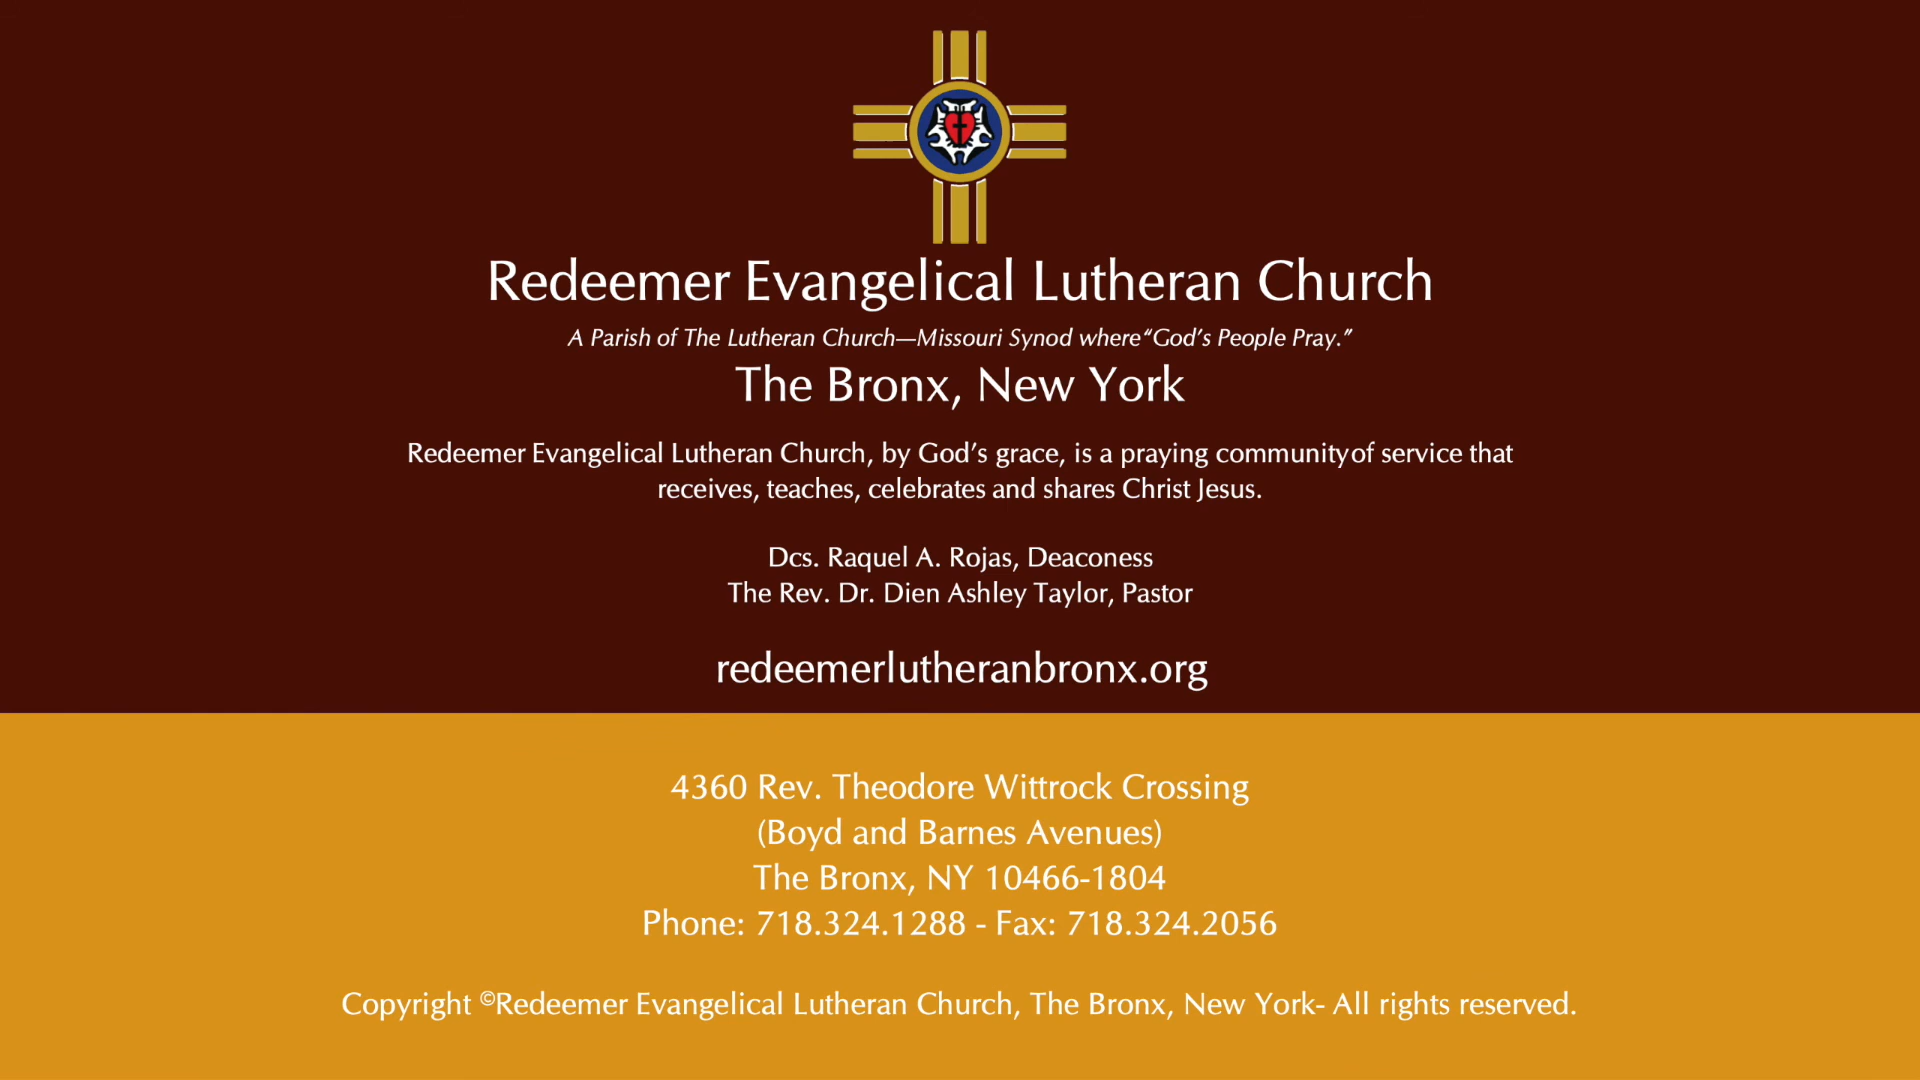 Redeemer Evangelical Lutheran Church
A Parish of The Lutheran Church—Missouri Synod where “God’s People Pray.”
The Bronx, New York
Redeemer Evangelical Lutheran Church, by God’s grace, is a praying community of service that
receives, teaches, celebrates and shares Christ Jesus.
Dcs. Raquel A. Rojas, Deaconess
The Rev. Dr. Dien Ashley Taylor, Pastor
redeemerlutheranbronx.org
4360 Rev. Theodore Wittrock Crossing
(Boyd and Barnes Avenues)
The Bronx, NY 10466-1804
Phone: 718.324.1288 - Fax: 718.324.2056
Copyright ©Redeemer Evangelical Lutheran Church, The Bronx, New York- All rights reserved.